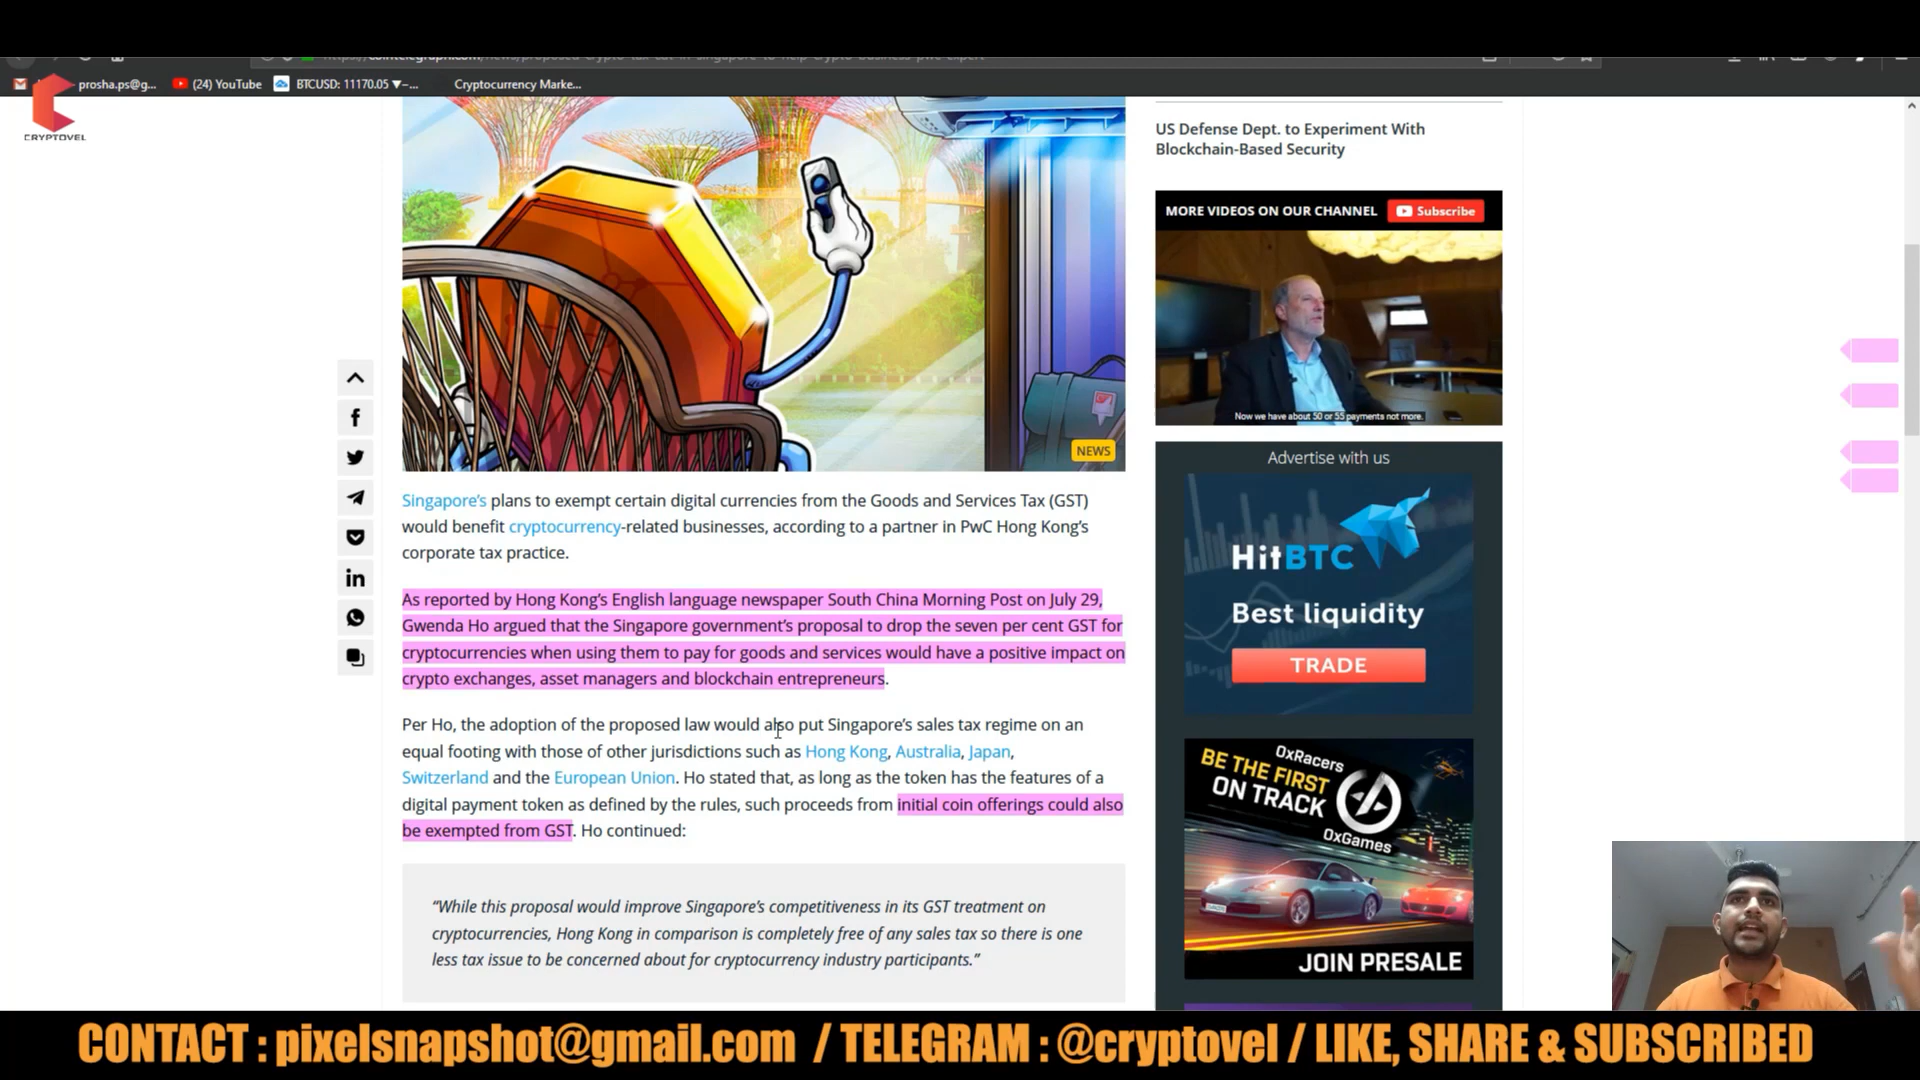 prosha.ps@g...
(24) YouTube
BTCUSD: 11170.05 ▼−...
Cryptocurrency Marke...
CRYPTOVEL
US Defense Dept. to Experiment With
Blockchain-Based Security
MORE VIDEOS ON OUR CHANNEL
Subscribe
Now we have about 50 or 55 payments not more.
NEWS
Advertise with us
HitBTC
Best liquidity
TRADE
Singapore's plans to exempt certain digital currencies from the Goods and Services Tax (GST)
would benefit cryptocurrency-related businesses, according to a partner in PwC Hong Kong's
corporate tax practice.
As reported by Hong Kong's English language newspaper South China Morning Post on July 29,
Gwenda Ho argued that the Singapore government's proposal to drop the seven per cent GST for
cryptocurrencies when using them to pay for goods and services would have a positive impact on
crypto exchanges, asset managers and blockchain entrepreneurs.
Per Ho, the adoption of the proposed law would also put Singapore's sales tax regime on an
equal footing with those of other jurisdictions such as Hong Kong, Australia, Japan,
Switzerland and the European Union. Ho stated that, as long as the token has the features of a
digital payment token as defined by the rules, such proceeds from initial coin offerings could also
be exempted from GST. Ho continued:
“While this proposal would improve Singapore's competitiveness in its GST treatment on
cryptocurrencies, Hong Kong in comparison is completely free of any sales tax so there is one
less tax issue to be concerned about for cryptocurrency industry participants.”
0xRacers
BE THE FIRST
ON TRACK
0xGames
JOIN PRESALE
CONTACT : pixelsnapshot@gmail.com / TELEGRAM : @cryptovel / LIKE, SHARE & SUBSCRIBED